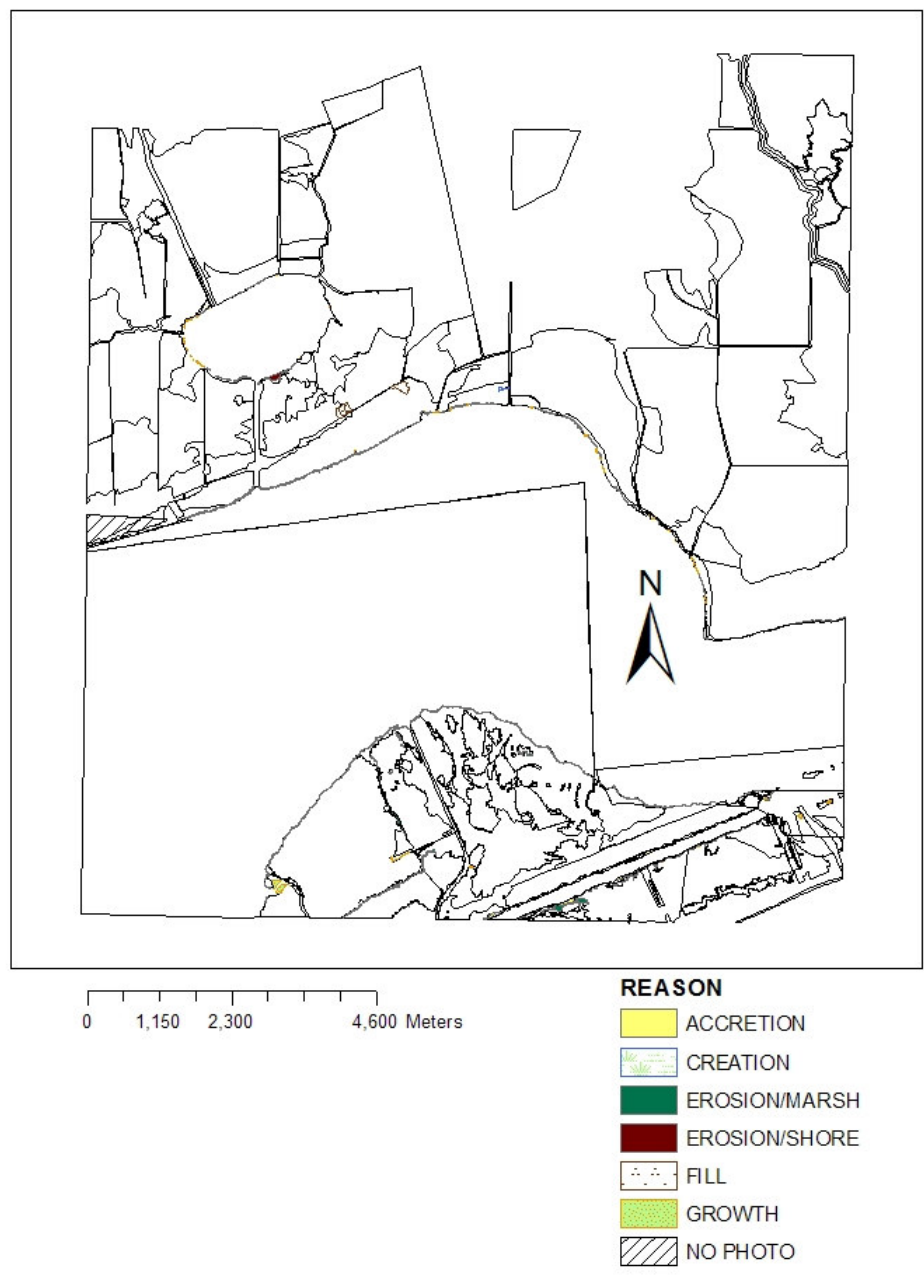 N
0 1,150 2,300 4,600 Meters
REASON
ACCRETION
CREATION
EROSION/MARSH
EROSION/SHORE
FILL
GROWTH
NO PHOTO